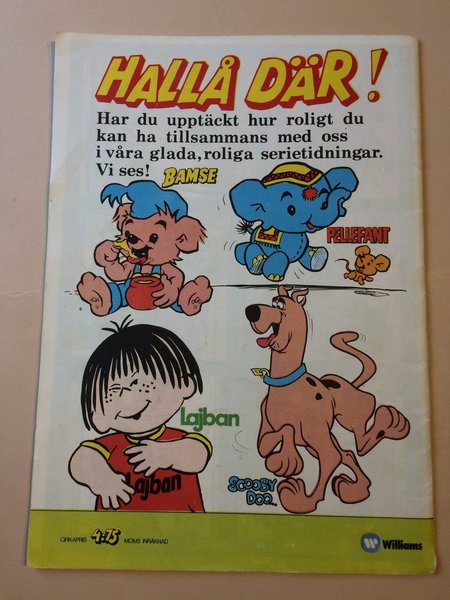 HALLÅ DÄR!
Har du upptäckt hur roligt du
kan ha tillsammans med oss
i våra glada, roliga serietidningar.
Vi ses!
BAMSE
PELLEFANT
Lajban
Lajban
SCOOBY
DOO...
CIRKAPRIS 4:75 MOMS INRÄKNAD
W Williams